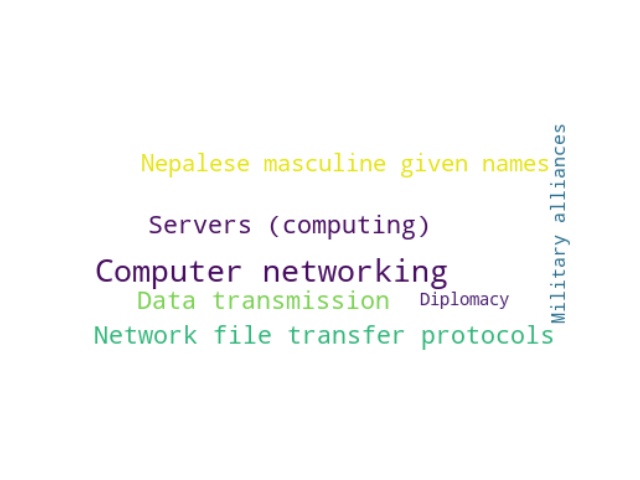 Nepalese masculine given names
Military alliances
Servers (computing)
Computer networking
Data transmission
Diplomacy
Network file transfer protocols